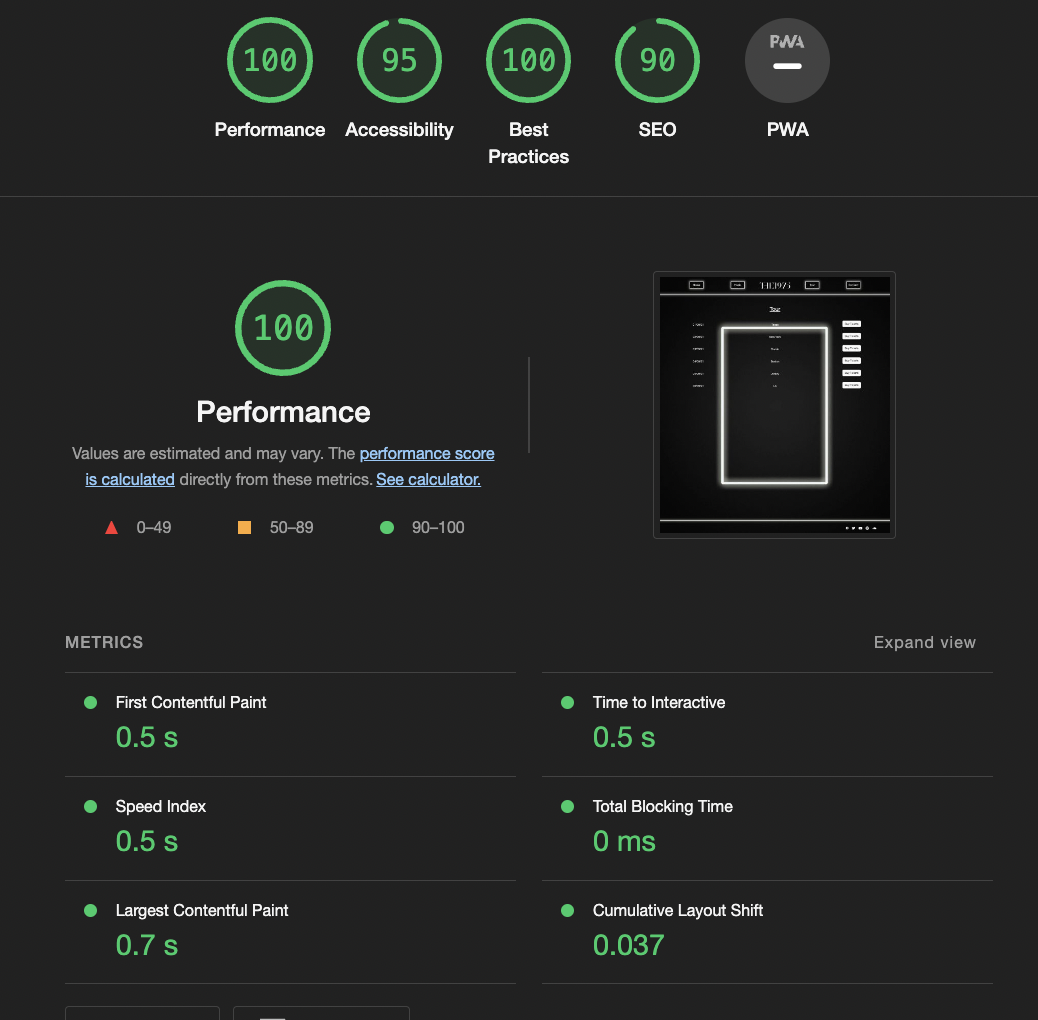 100
95
100
90
PWA
Performance
Accessibility
Best
Practices
SEO
PWA
100
Performance
Values are estimated and may vary. The performance score
is calculated directly from these metrics. See calculator.
0–49
50–89
90–100
Tour
METRICS
Expand view
First Contentful Paint
0.5 s
Time to Interactive
0.5 s
Speed Index
0.5 s
Total Blocking Time
0 ms
Largest Contentful Paint
0.7 s
Cumulative Layout Shift
0.037